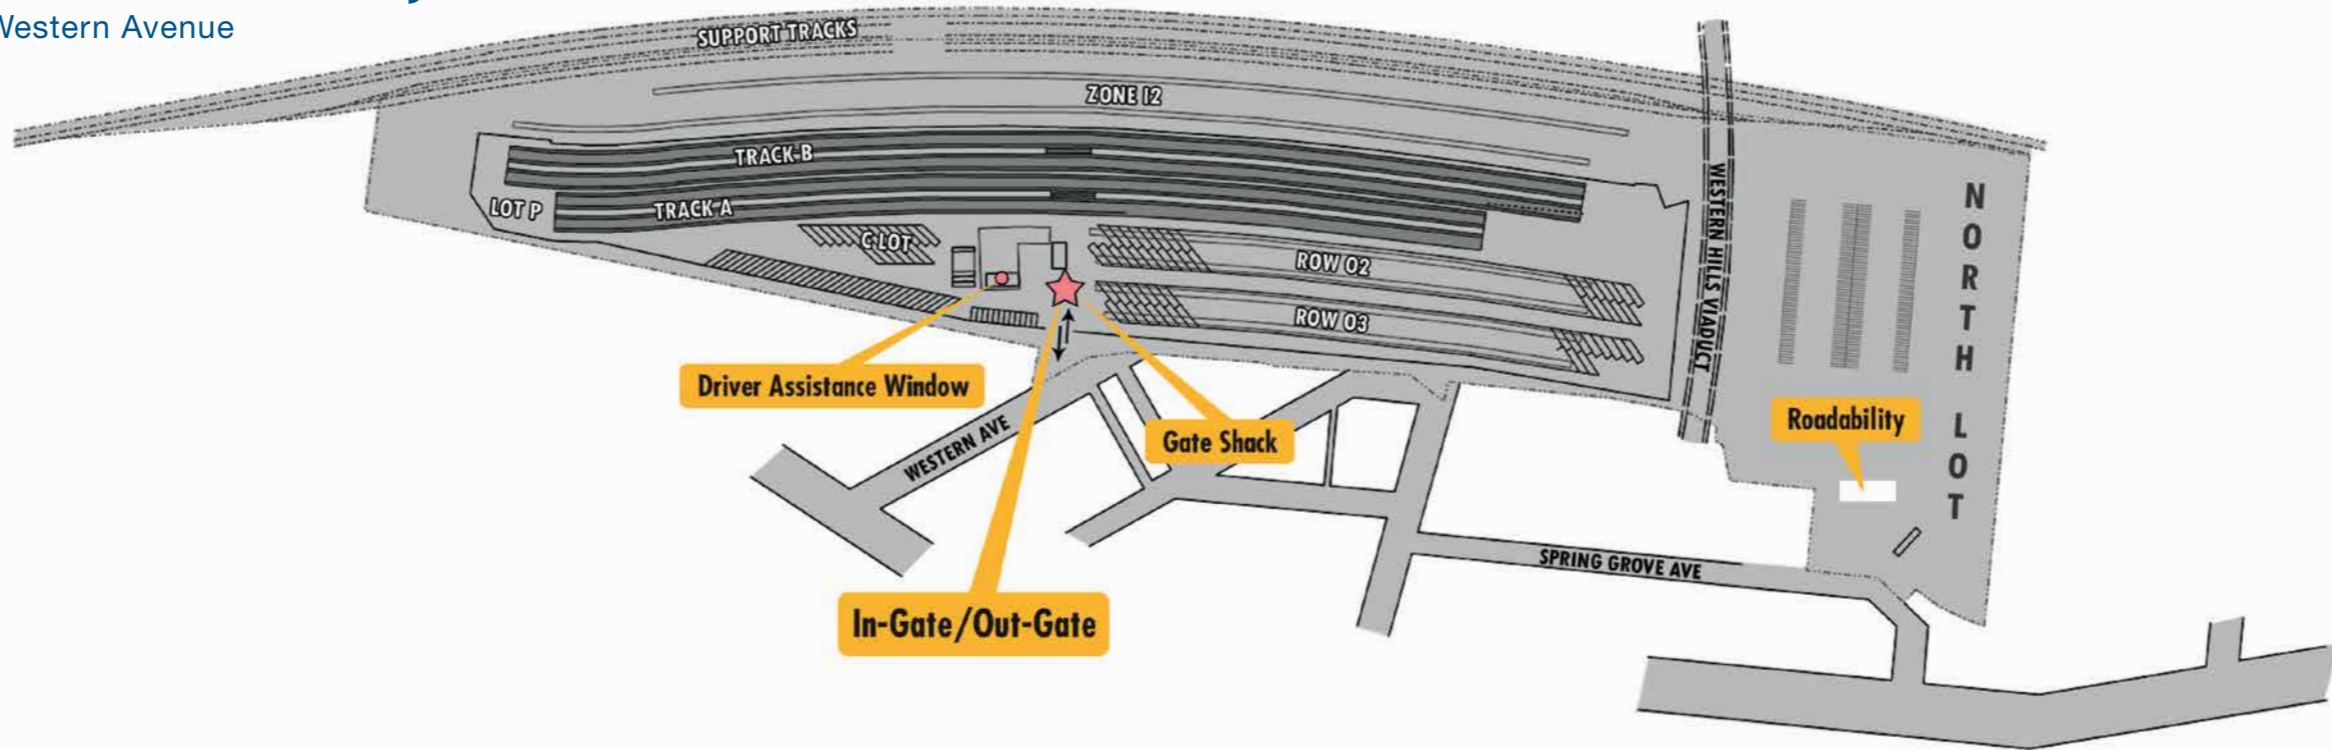 Western Avenue
SUPPORT TRACKS
ZONE 12
TRACK B
TRACK A
LOT P
C LOT
ROW 02
ROW 03
WESTERN HILLS VIADUCT
NORTH LOT
Driver Assistance Window
Gate Shack
Roadability
WESTERN AVE
In-Gate/Out-Gate
SPRING GROVE AVE